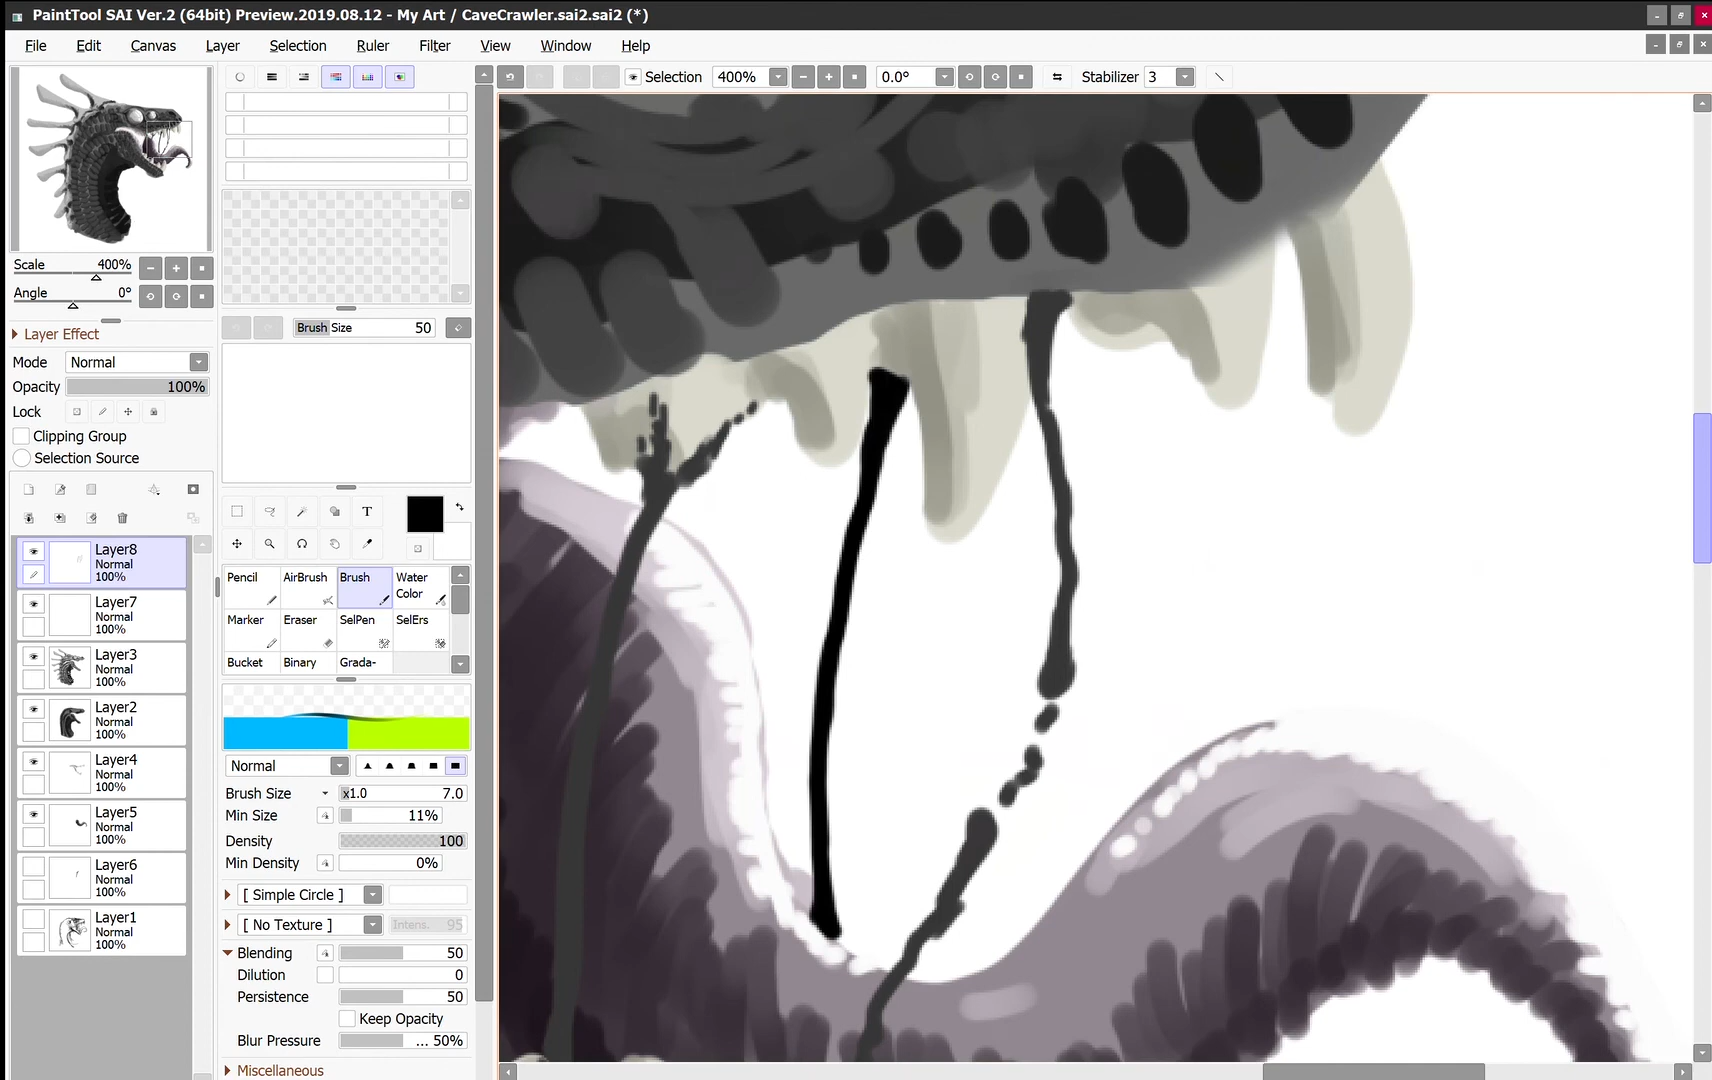 PaintTool SAI Ver.2 (64bit) Preview.2019.08.12 - My Art / CaveCrawler.sai2.sai2 (*)
File Edit Canvas Layer Selection Ruler Filter View Window Help
Selection 400% 0.0° Stabilizer 3
Scale 400%
Angle 0°
Layer Effect
Mode Normal
Opacity 100%
Lock
Clipping Group
Selection Source
Layer8
Normal
100%
Layer7
Normal
100%
Layer3
Normal
100%
Layer2
Normal
100%
Layer4
Normal
100%
Layer5
Normal
100%
Layer6
Normal
100%
Layer1
Normal
100%
Brush Size 50
T
Pencil AirBrush Brush Water Color
Marker Eraser SelPen SelErs
Bucket Binary Grada-
Normal
Brush Size x1.0 7.0
Min Size 11%
Density 100
Min Density 0%
[ Simple Circle ]
[ No Texture ] Intens. 95
Blending 50
Dilution 0
Persistence 50
Keep Opacity
Blur Pressure ... 50%
Miscellaneous